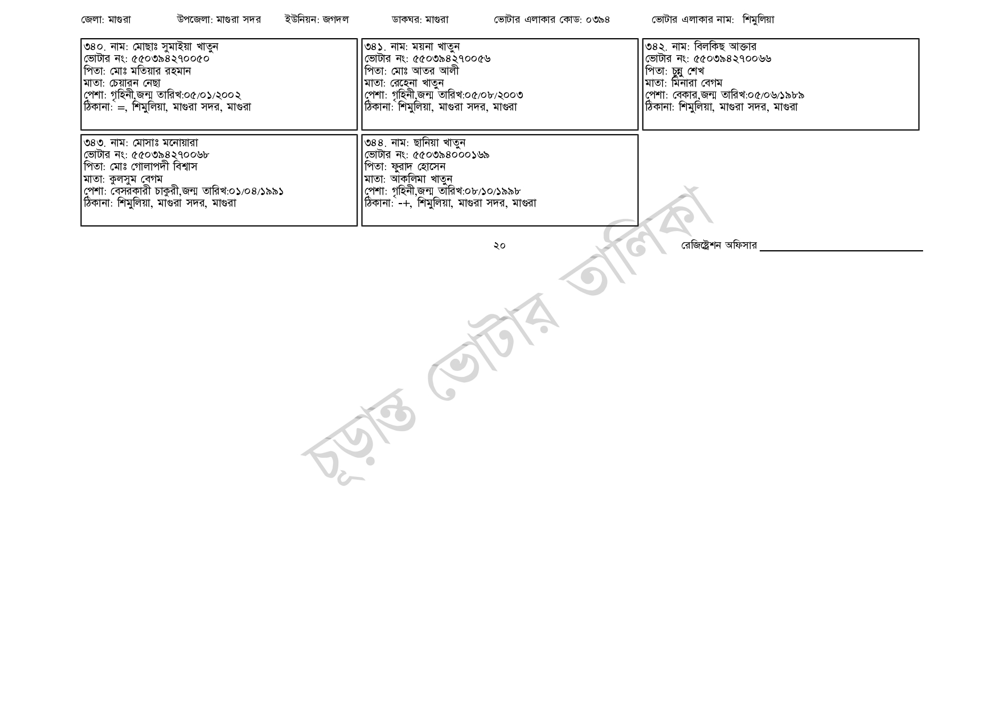 জেলা: মাগুরা উপজেলা: মাগুরা সদর ইউনিয়ন: জগদল ডাকঘর: মাগুরা ভোটার এলাকার কোড: ০৩৯৪ ভোটার এলাকার নাম: শিমুলিয়া
৩৪০. নাম: মোছাঃ সুমাইয়া খাতুন
ভোটার নং: ৫৫০৩৯৪২৭০০৫০
পিতা: মোঃ মতিয়ার রহমান
মাতা: চেয়ারন নেছা
পেশা: গৃহিনী,জন্ম তারিখ:০৫/০১/২০০২
ঠিকানা: =, শিমুলিয়া, মাগুরা সদর, মাগুরা
৩৪১. নাম: ময়না খাতুন
ভোটার নং: ৫৫০৩৯৪২৭০০৫৬
পিতা: মোঃ আতর আলী
মাতা: রেহেনা খাতুন
পেশা: গৃহিনী,জন্ম তারিখ:০৫/০৮/২০০৩
ঠিকানা: শিমুলিয়া, মাগুরা সদর, মাগুরা
৩৪২. নাম: বিলকিছ আক্তার
ভোটার নং: ৫৫০৩৯৪২৭০০৬৬
পিতা: চুন্নু শেখ
মাতা: মিনারা বেগম
পেশা: বেকার,জন্ম তারিখ:০৫/০৬/১৯৮৯
ঠিকানা: শিমুলিয়া, মাগুরা সদর, মাগুরা
৩৪৩. নাম: মোসাঃ মনোয়ারা
ভোটার নং: ৫৫০৩৯৪২৭০০৬৮
পিতা: মোঃ গোলাপদী বিশ্বাস
মাতা: কুলসুম বেগম
পেশা: বেসরকারী চাকুরী,জন্ম তারিখ:০১/০৪/১৯৯১
ঠিকানা: শিমুলিয়া, মাগুরা সদর, মাগুরা
৩৪৪. নাম: ছানিয়া খাতুন
ভোটার নং: ৫৫০৩৯৪০০০১৬৯
পিতা: ফুরাদ হোসেন
মাতা: আকলিমা খাতুন
পেশা: গৃহিনী,জন্ম তারিখ:০৮/১০/১৯৯৮
ঠিকানা: -+, শিমুলিয়া, মাগুরা সদর, মাগুরা
২০ রেজিষ্ট্রেশন অফিসার
চূড়ান্ত ভোটার তালিকা